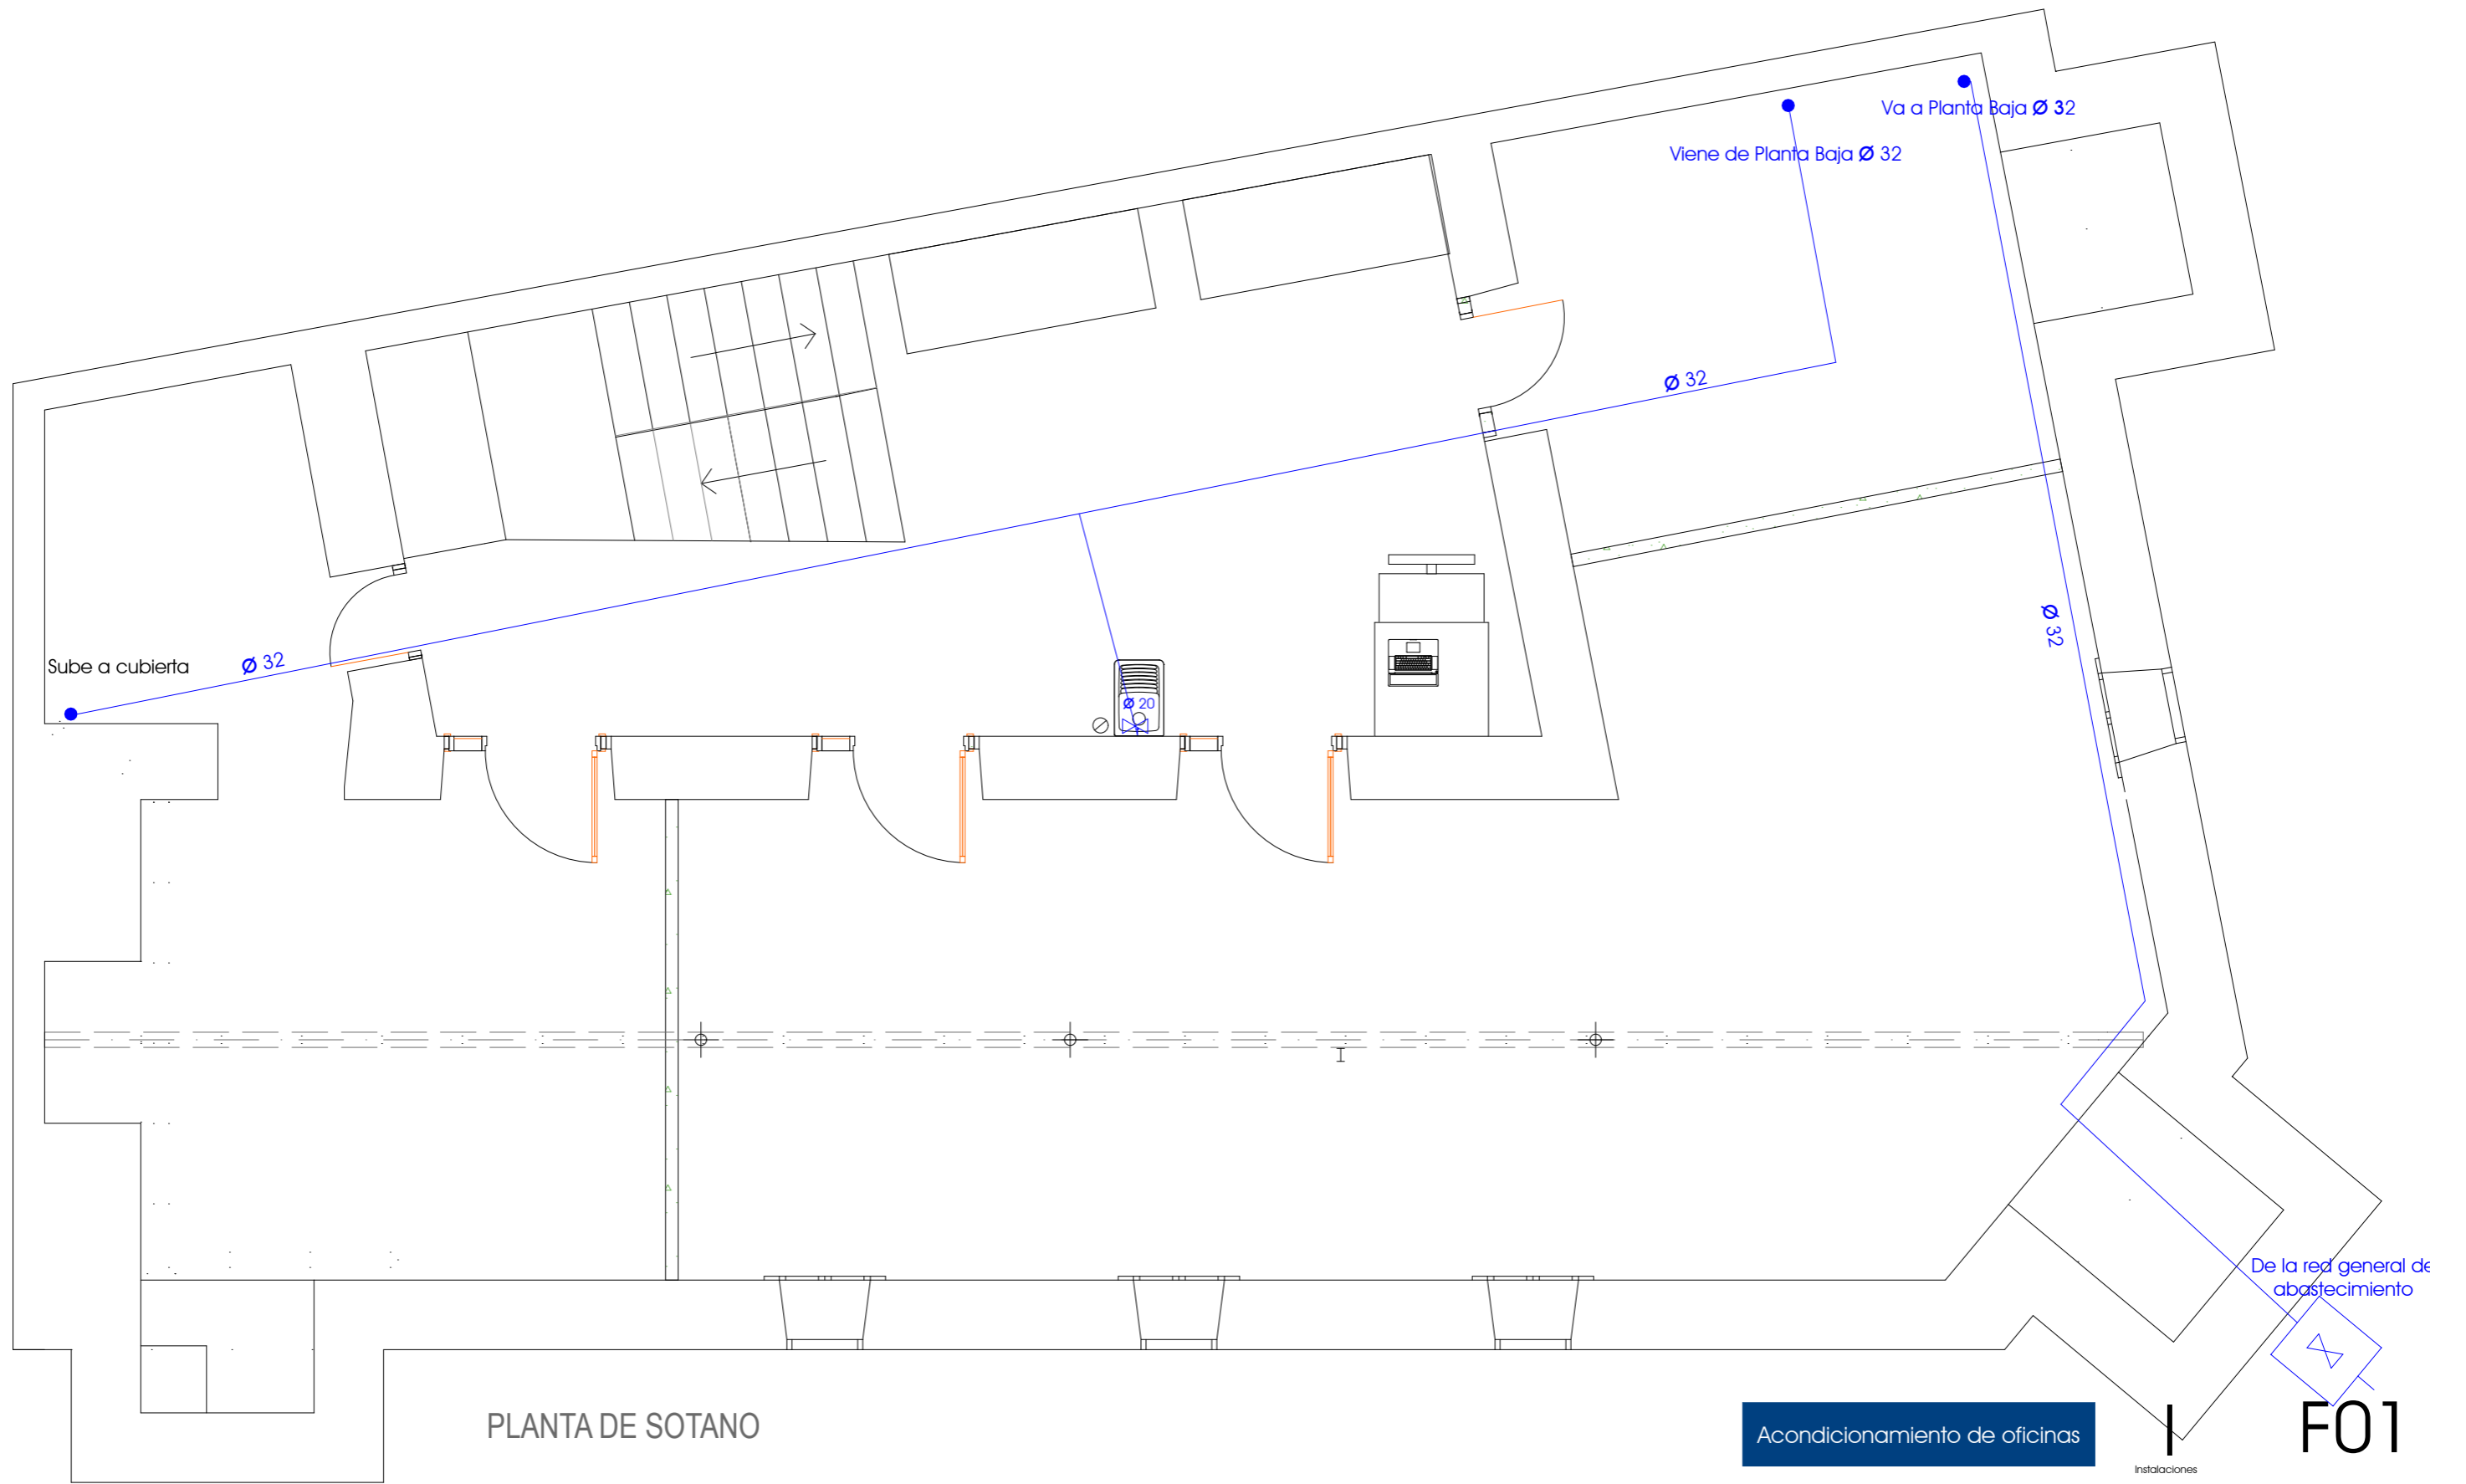 Va a Planta Baja Ø 32
Viene de Planta Baja Ø 32
Ø 32
Ø 32
Sube a cubierta
Ø 32
Ø 20
De la red general de
abastecimiento
PLANTA DE SOTANO
Acondicionamiento de oficinas
I
Instalaciones
F01